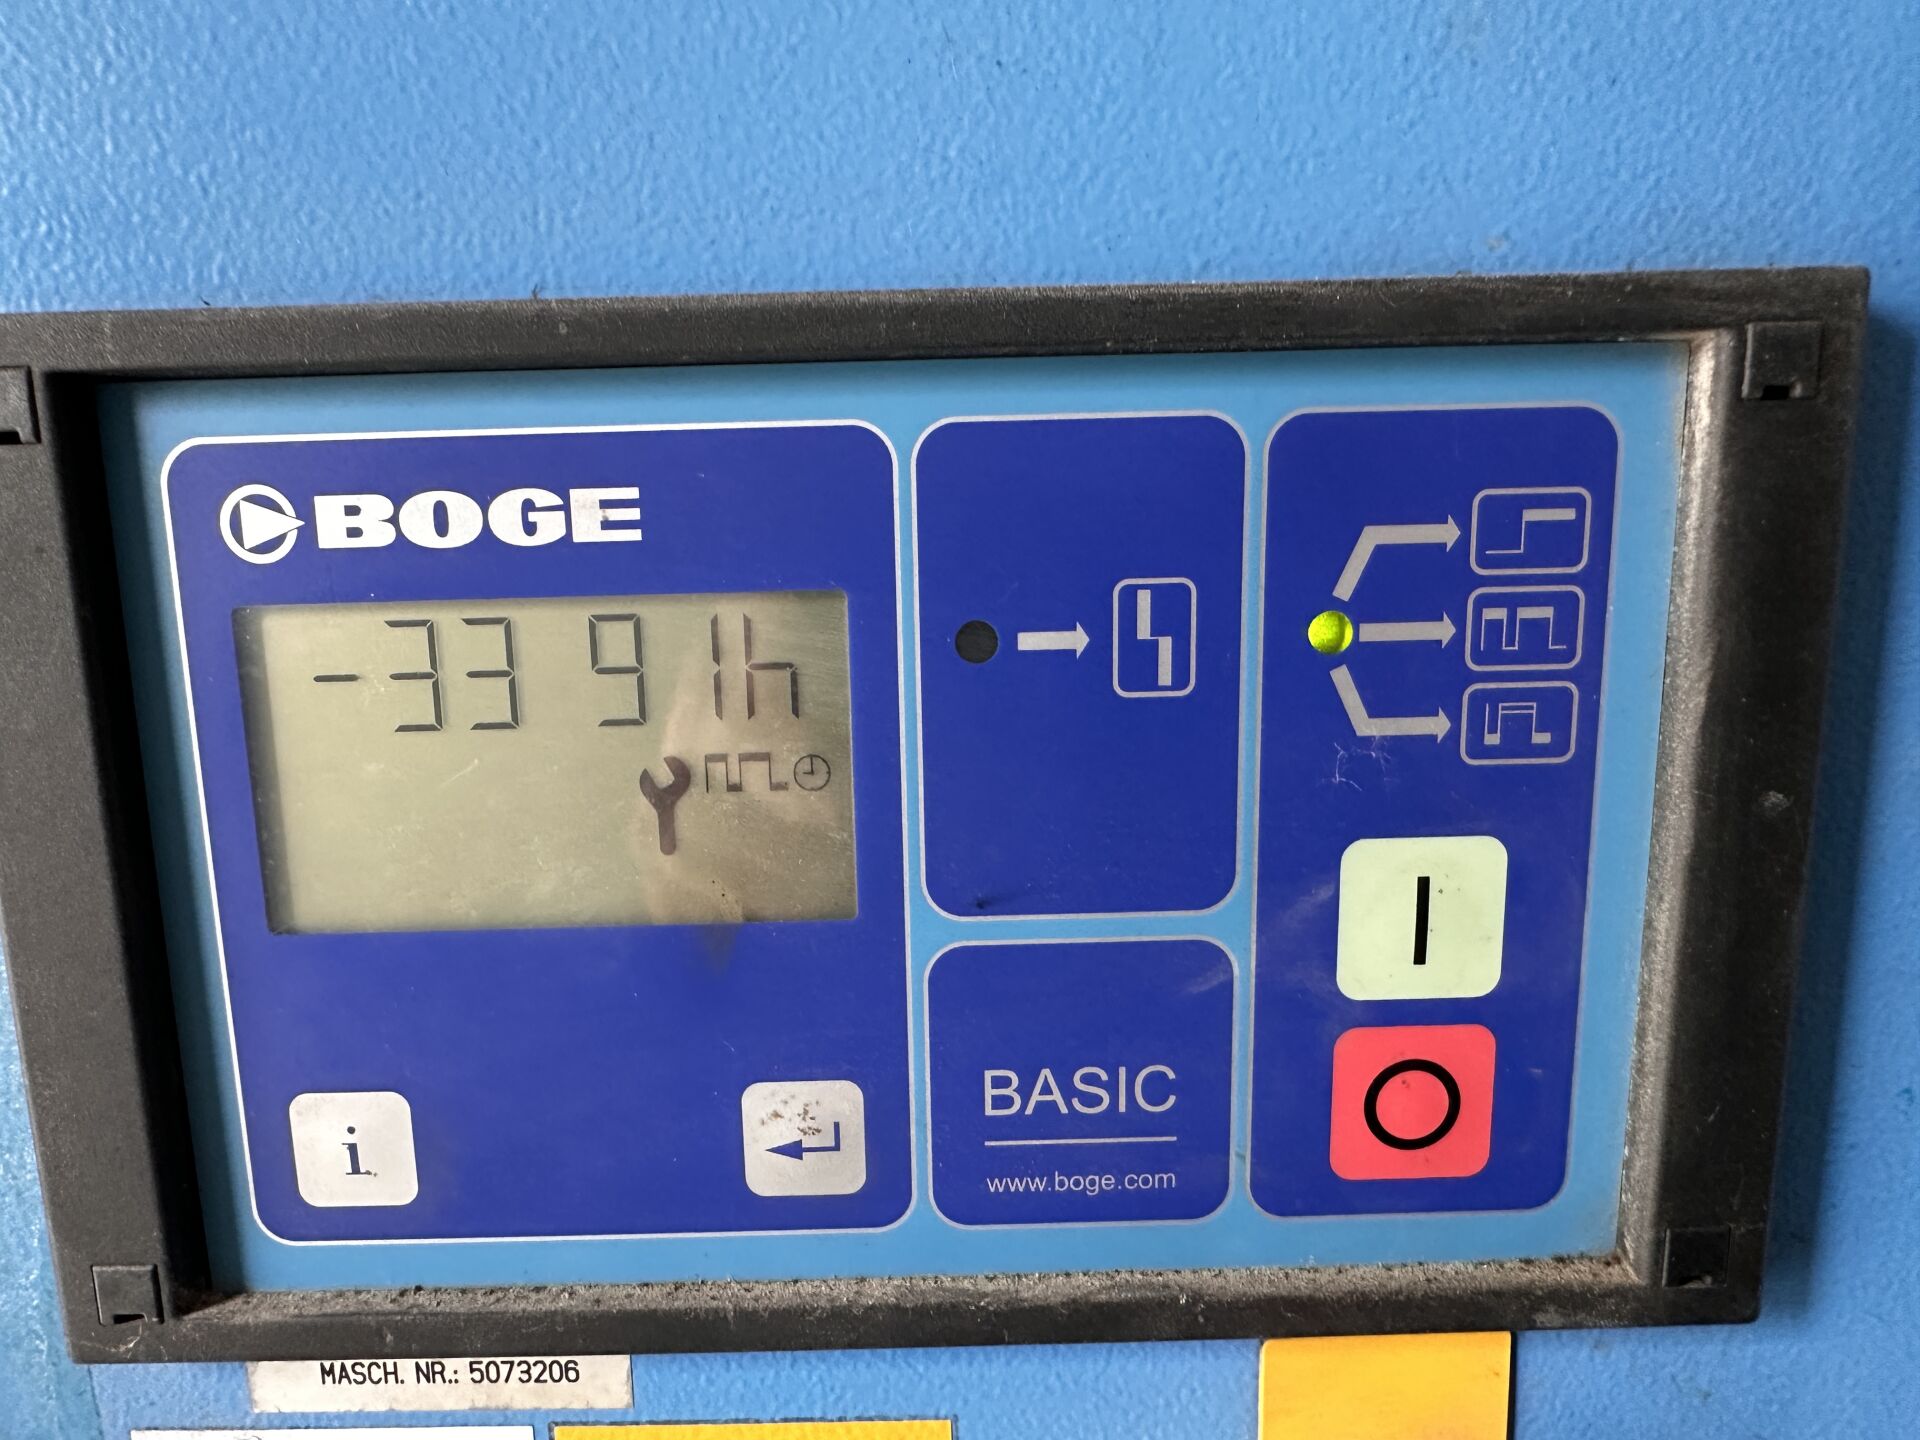 BOGE
-3391h
i
I
O
BASIC
www.boge.com
MASCH. NR.: 5073206